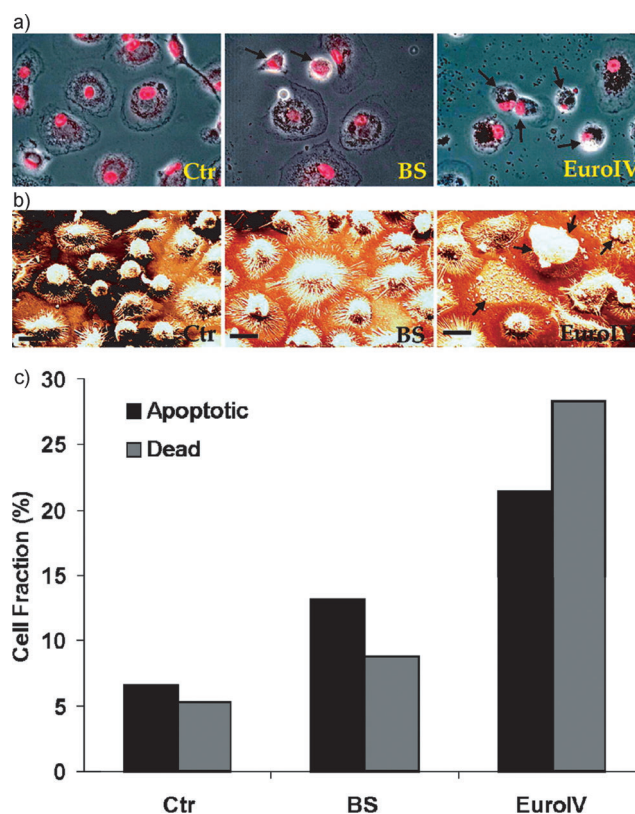 a)
Ctr
BS
EuroIV
b)
Ctr
BS
EuroIV
c)
30
25
20
15
10
5
0
Cell Fraction (%)
Apoptotic
Dead
Ctr
BS
EuroIV